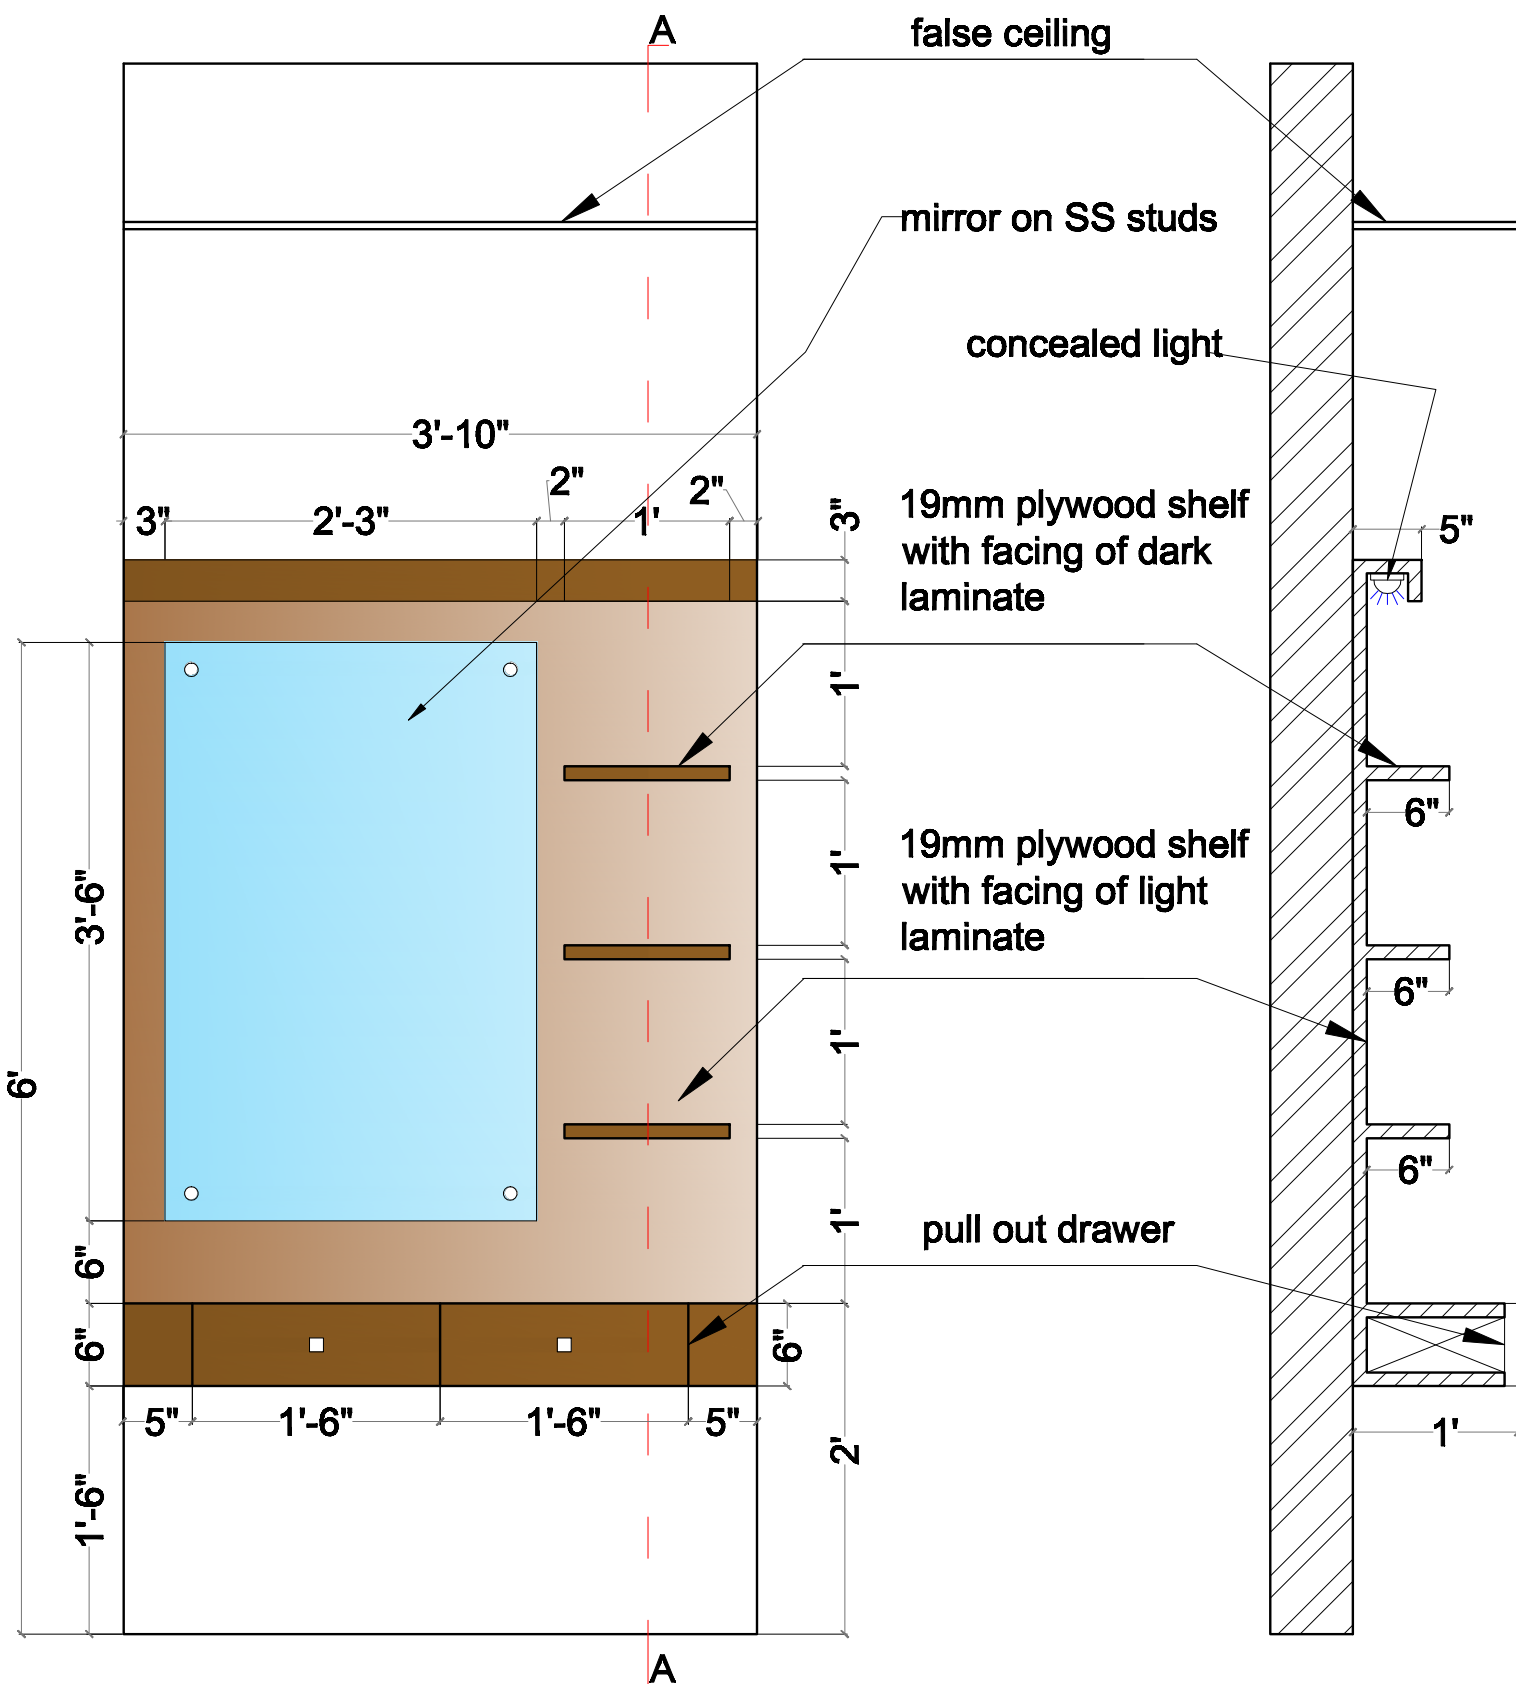 A
false ceiling
mirror on SS studs
concealed light
3'-10"
2"
2"
3"
2'-3"
1'
3"
19mm plywood shelf
with facing of dark
laminate
5"
1'
6"
19mm plywood shelf
with facing of light
laminate
1'
3'-6"
6"
1'
6'
6"
pull out drawer
1'
6"
6"
6"
5"
1'-6"
1'-6"
5"
1'
2'
1'-6"
A